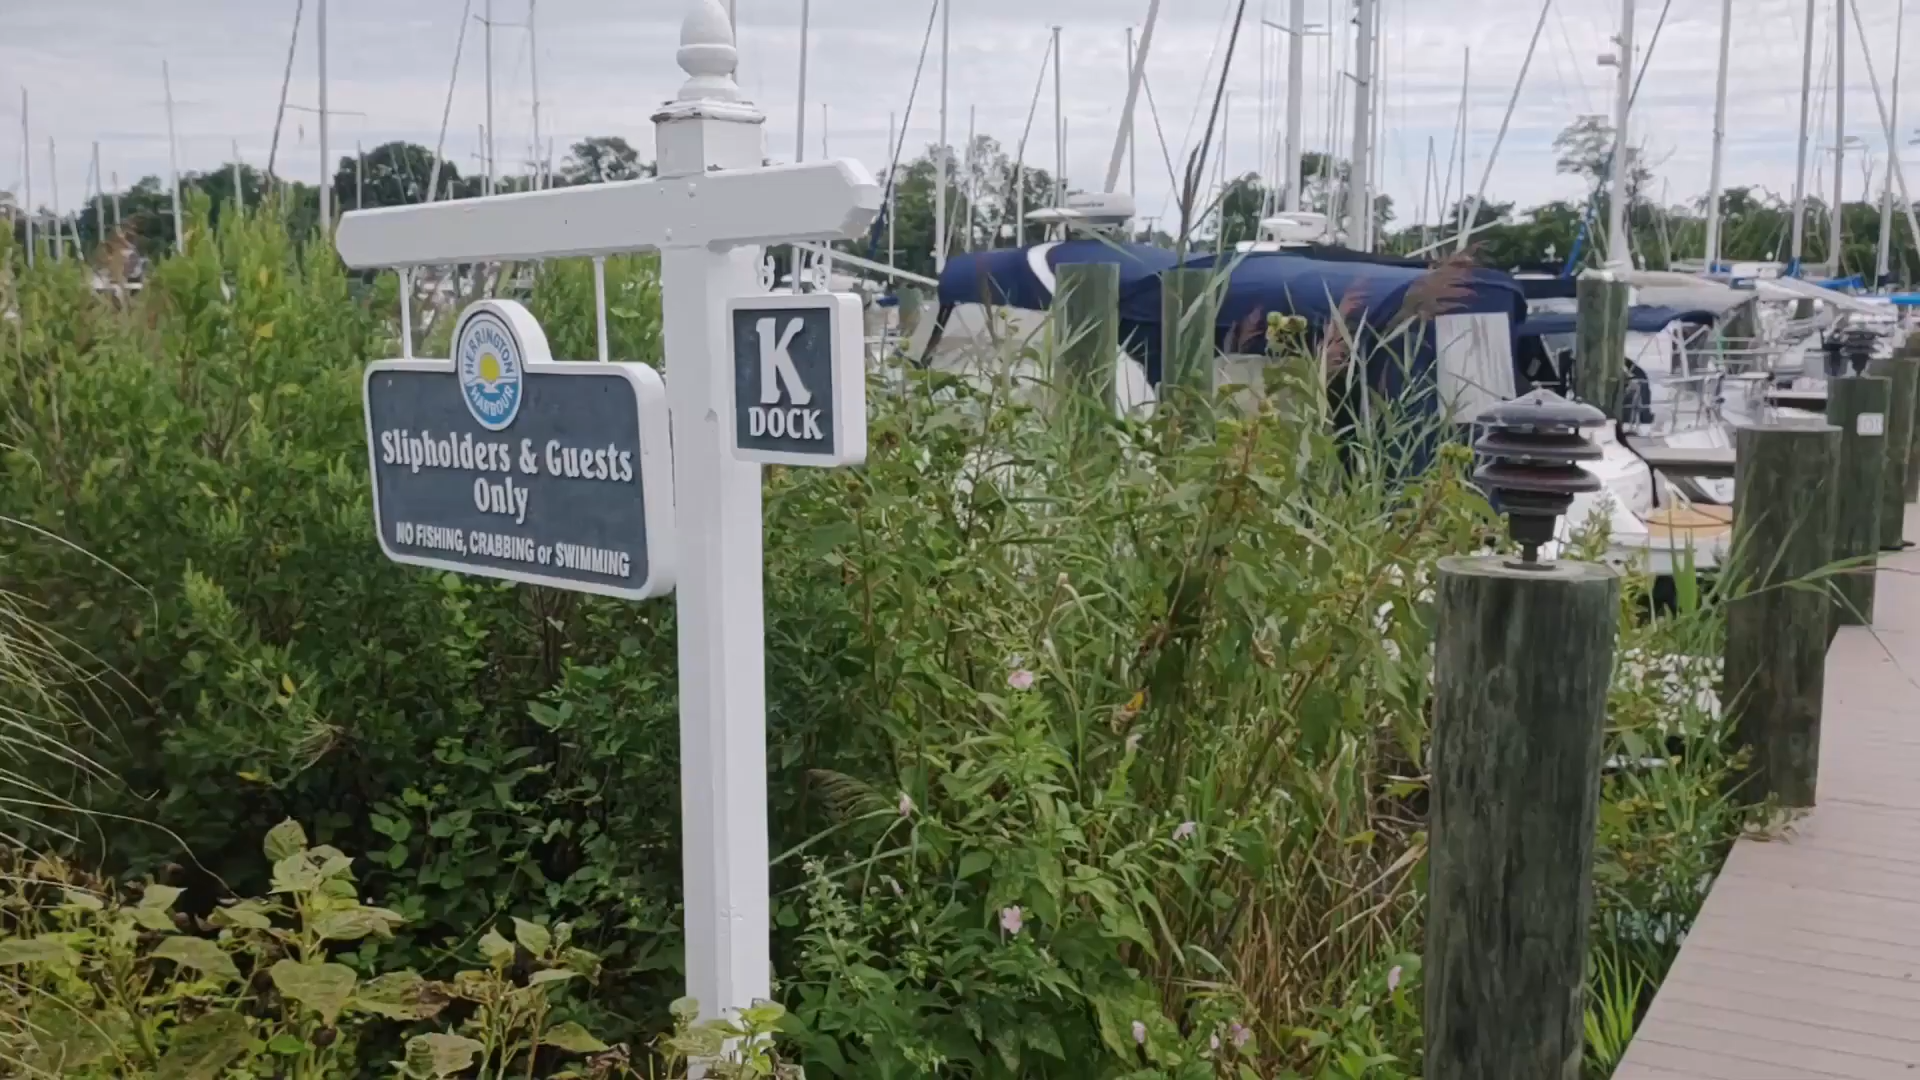 HERRINGTON
HARBOUR
Slipholders & Guests
Only
NO FISHING, CRABBING or SWIMMING
K
DOCK